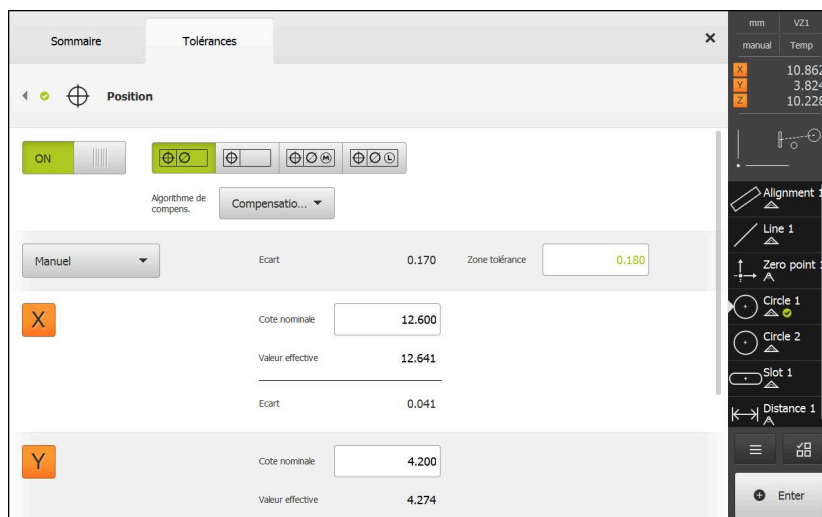 Sommaire
Tolérances
×
Position
ON
M
L
Algorithme de
compens.
Compensatio...
Manuel
Ecart
0.170
Zone tolérance
0.180
X
Cote nominale
12.600
Valeur effective
12.641
Ecart
0.041
Y
Cote nominale
4.200
Valeur effective
4.274
mm
VZ1
manual
Temp
X
10.862
Y
3.824
Z
10.228
Alignment 1
Line 1
Zero point 1
Circle 1
Circle 2
Slot 1
Distance 1
Enter